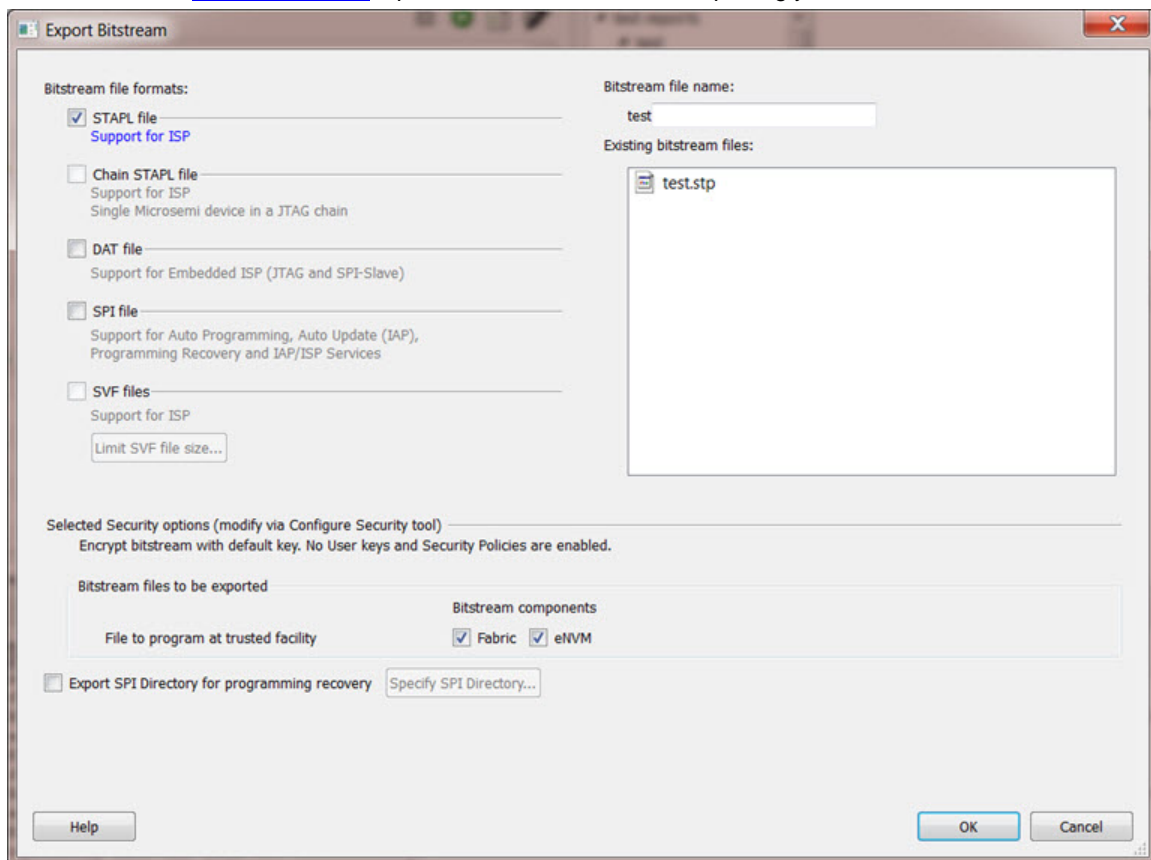 Export Bitstream
Bitstream file formats:
STAPL file
Support for ISP
Chain STAPL file
Support for ISP
Single Microsemi device in a JTAG chain
DAT file
Support for Embedded ISP (JTAG and SPI-Slave)
SPI file
Support for Auto Programming, Auto Update (IAP),
Programming Recovery and IAP/ISP Services
SVF files
Support for ISP
Limit SVF file size...
Bitstream file name:
test
Existing bitstream files:
test.stp
Selected Security options (modify via Configure Security tool)
Encrypt bitstream with default key. No User keys and Security Policies are enabled.
Bitstream files to be exported
Bitstream components
File to program at trusted facility Fabric eNVM
Export SPI Directory for programming recovery Specify SPI Directory...
Help OK Cancel